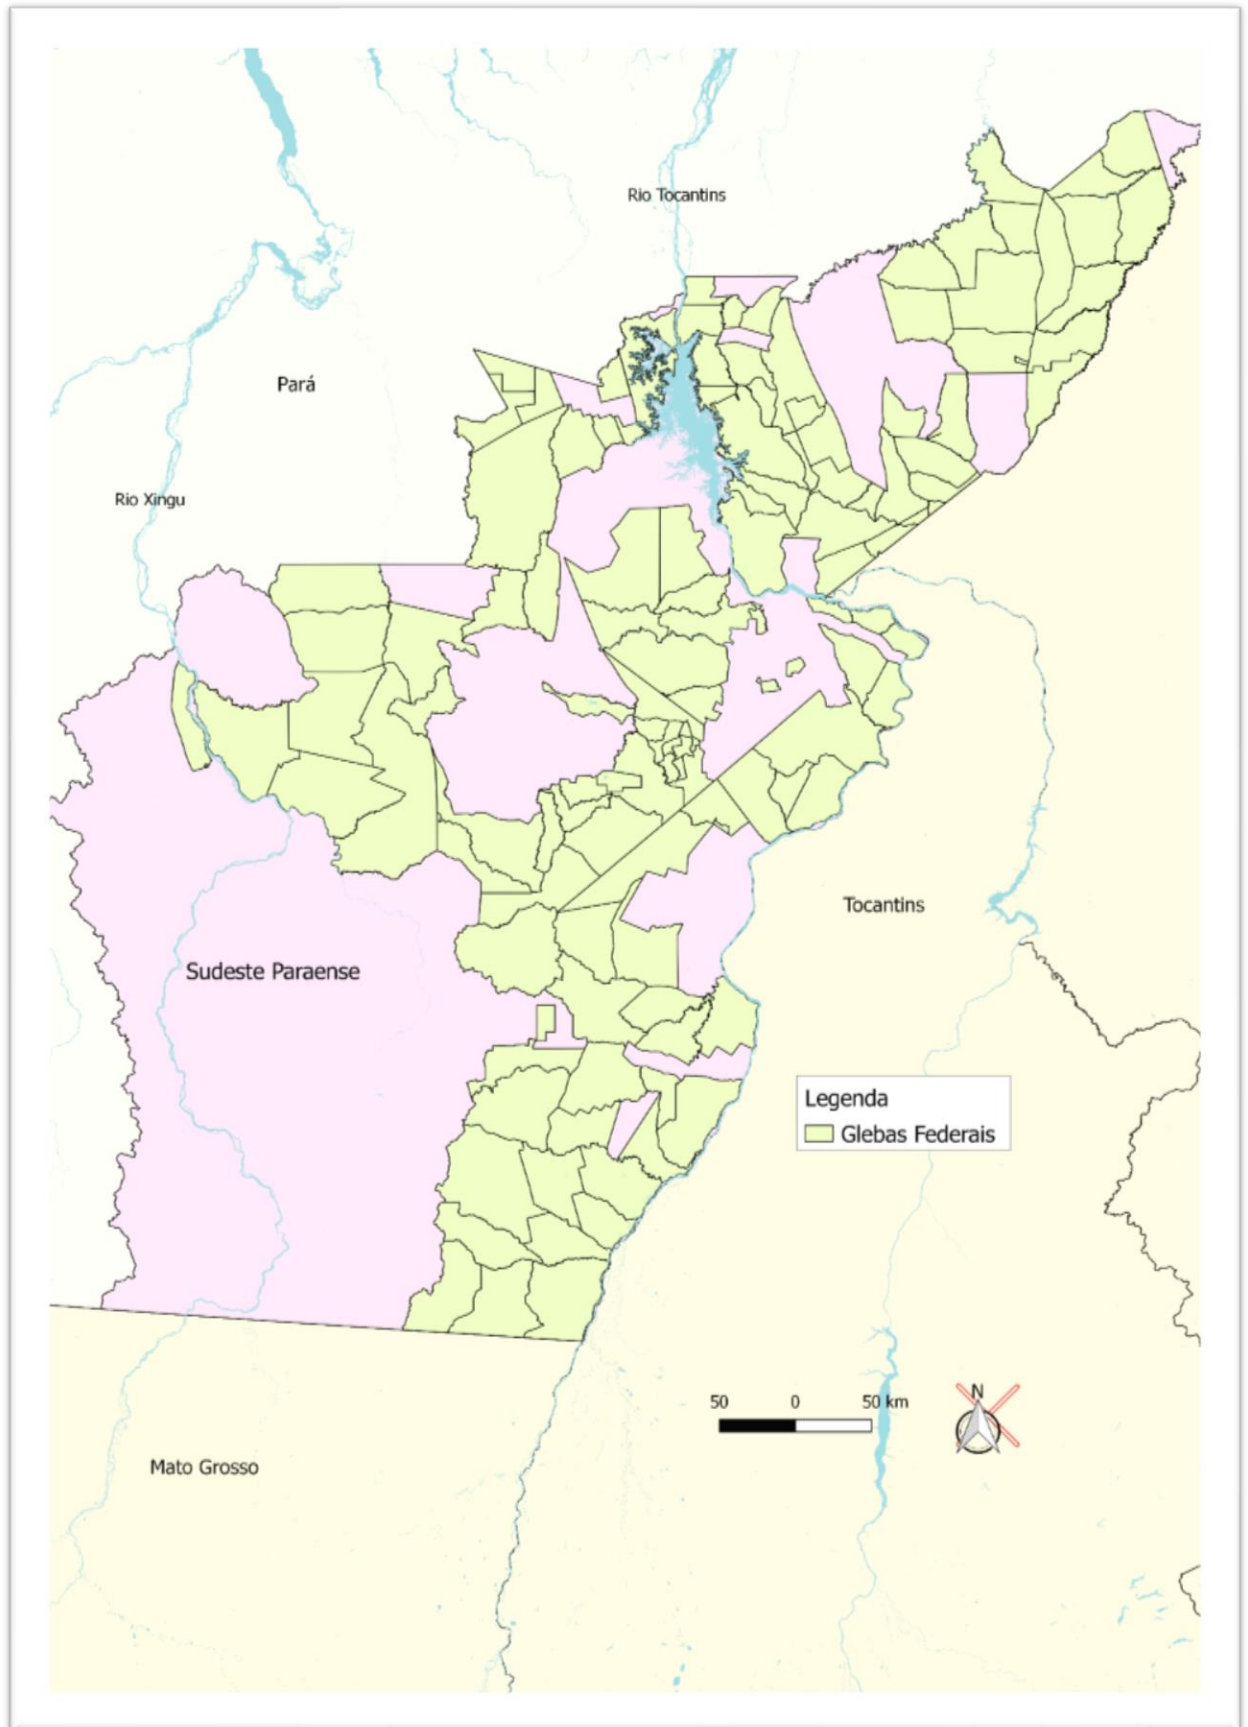 Rio Tocantins
Pará
Rio Xingu
Tocantins
Sudeste Paraense
Legenda
Glebas Federais
50 0 50 km
N
Mato Grosso